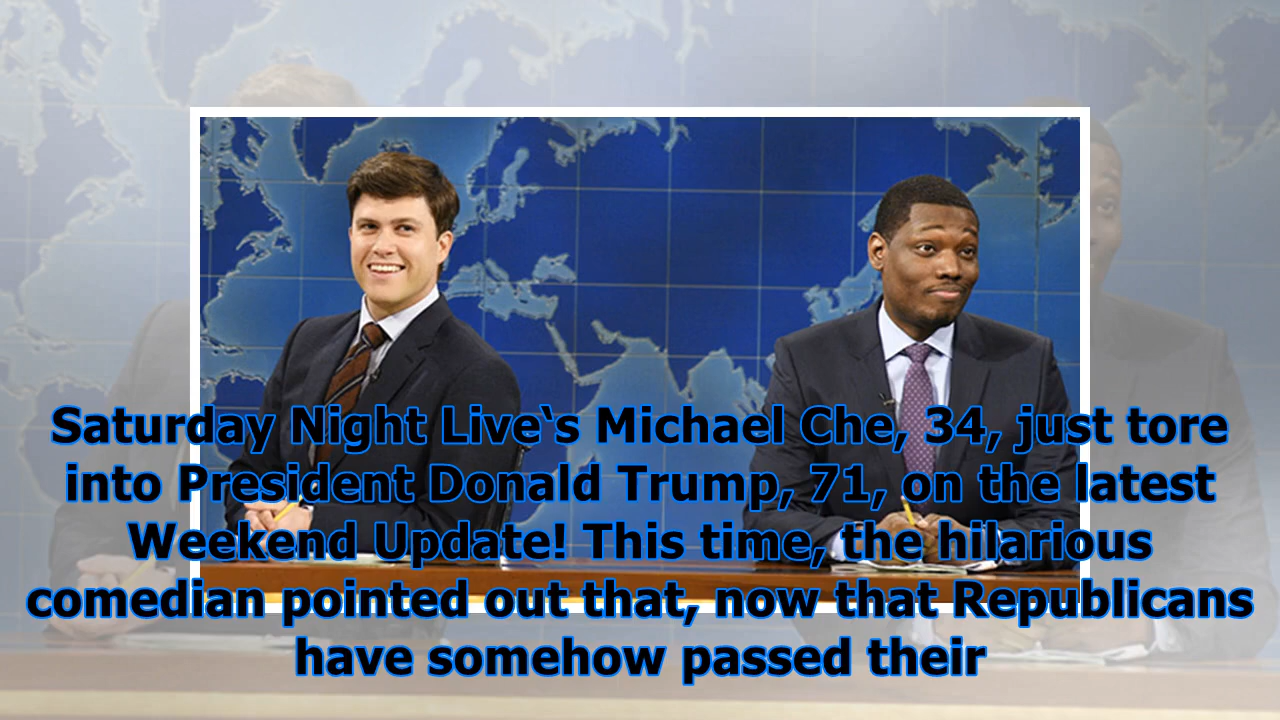 Saturday Night Live‛s Michael Che, 34, just tore
into President Donald Trump, 71, on the latest
Weekend Update! This time, the hilarious
comedian pointed out that, now that Republicans
have somehow passed their